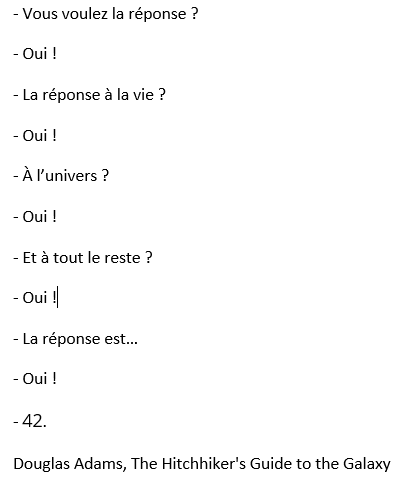 - Vous voulez la réponse ?
- Oui !
- La réponse à la vie ?
- Oui !
- À l’univers ?
- Oui !
- Et à tout le reste ?
- Oui !
- La réponse est...
- Oui !
- 42.
Douglas Adams, The Hitchhiker's Guide to the Galaxy